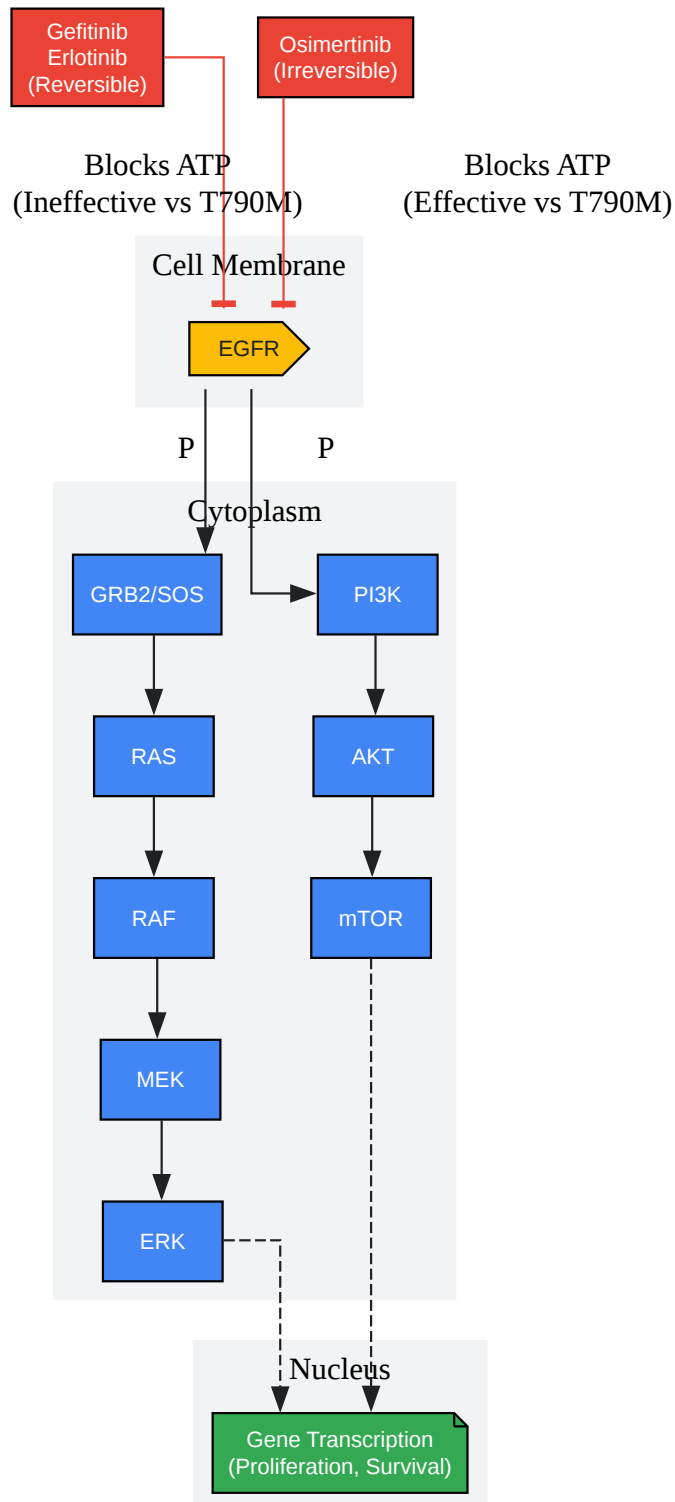 Gefitinib
Erlotinib
(Reversible)
Osimertinib
(Irreversible)
Blocks ATP
(Ineffective vs T790M)
Blocks ATP
(Effective vs T790M)
Cell Membrane
EGFR
P
P
Cytoplasm
GRB2/SOS
PI3K
RAS
AKT
RAF
mTOR
MEK
ERK
Nucleus
Gene Transcription
(Proliferation, Survival)